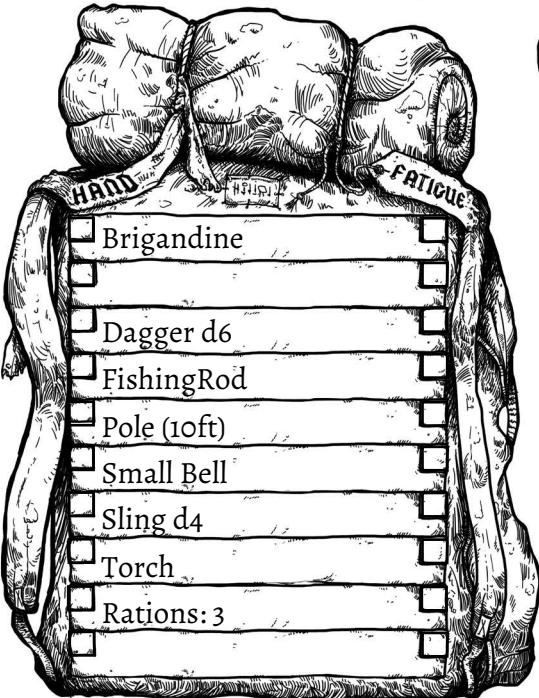 HAND
FATIGUE
Brigandine
Dagger d6
FishingRod
Pole (10ft)
Small Bell
Sling d4
Torch
Rations: 3